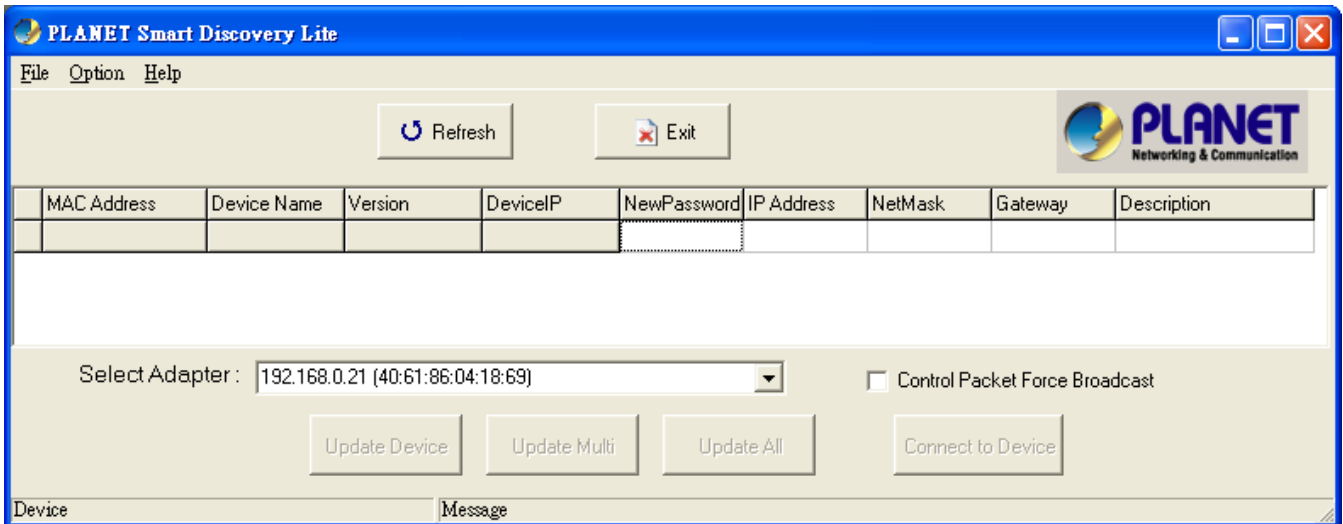 PLANET Smart Discovery Lite
File Option Help
Refresh Exit
PLANET
Networking & Communication
MAC Address Device Name Version DeviceIP NewPassword IP Address NetMask Gateway Description
Select Adapter : 192.168.0.21 (40:61:86:04:18:69) Control Packet Force Broadcast
Update Device Update Multi Update All Connect to Device
Device Message